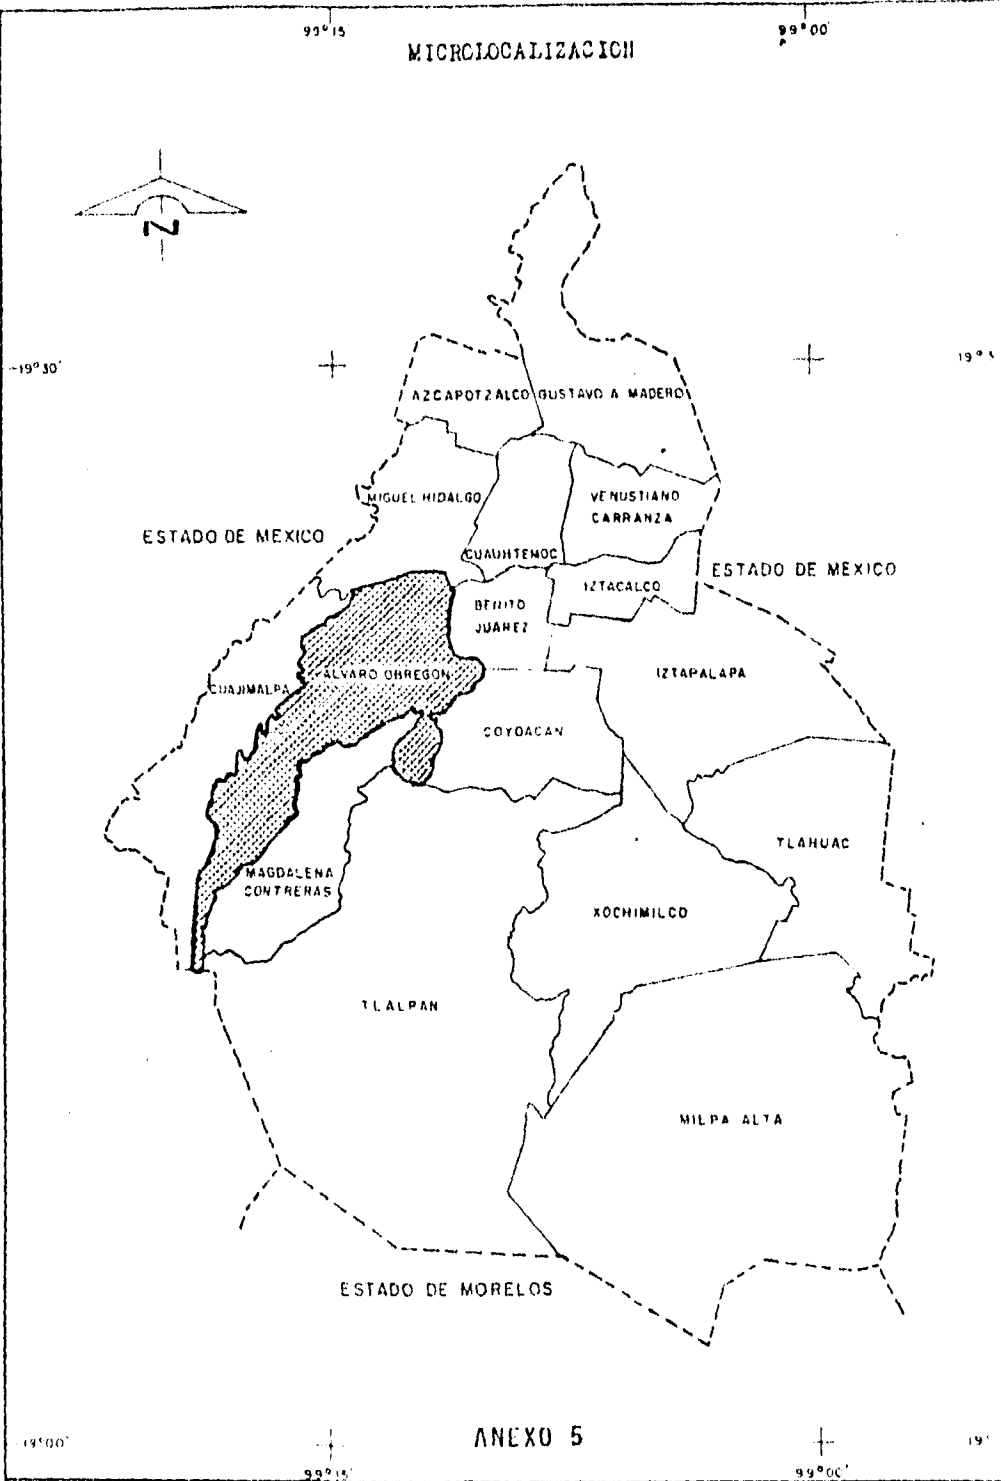 99°15'
99°00'
MICROLOCALIZACION
N
19°30'
AZCAPOTZALCO
GUSTAVO A MADERO
MIGUEL HIDALGO
VENUSTIANO
CARRANZA
ESTADO DE MEXICO
CUAUHTEMOC
ESTADO DE MEXICO
IZTACALCO
BENITO
JUAREZ
CUAJIMALPA
ALVARO OBREGON
IZTAPALAPA
COYOACAN
TLAHUAC
MAGDALENA
CONTRERAS
XOCHIMILCO
TLALPAN
MILPA ALTA
ESTADO DE MORELOS
ANEXO 5
19°00'
99°15'
99°00'